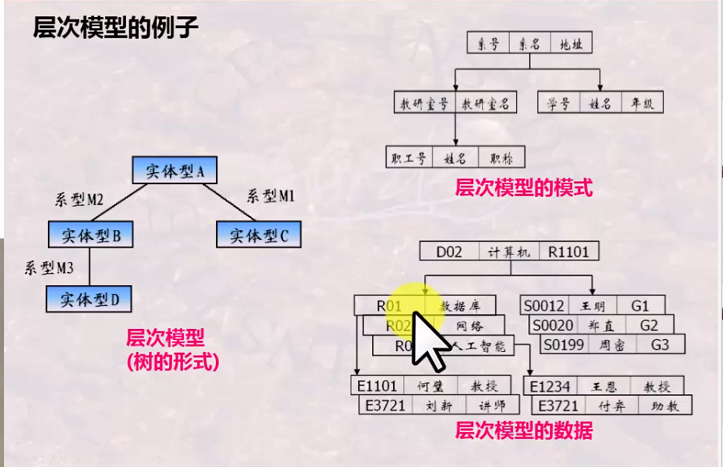 层次模型的例子
系号 系名 地址
教研室号 教研室名
学号 姓名 年级
职工号 姓名 职称
层次模型的模式
实体型A
系型M2
系型M1
实体型B
实体型C
系型M3
实体型D
层次模型
(树的形式)
D02 计算机 R1101
R01 数据库
R02 网络
人工智能
S0012 王明 G1
S0020 郑直 G2
S0199 周密 G3
E1101 何璧 教授
E3721 刘新 讲师
E1234 王恩 教授
E3721 付弈 助教
层次模型的数据